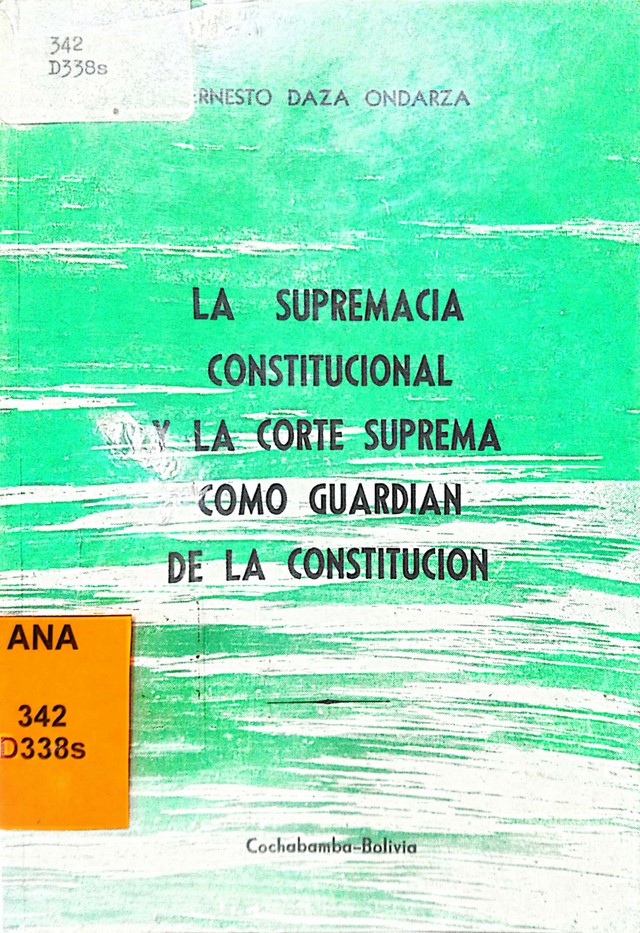 342
D338s
ERNESTO DAZA ONDARZA
LA SUPREMACIA
CONSTITUCIONAL
Y LA CORTE SUPREMA
COMO GUARDIAN
DE LA CONSTITUCION
ANA
342
D338s
Cochabamba-Bolivia